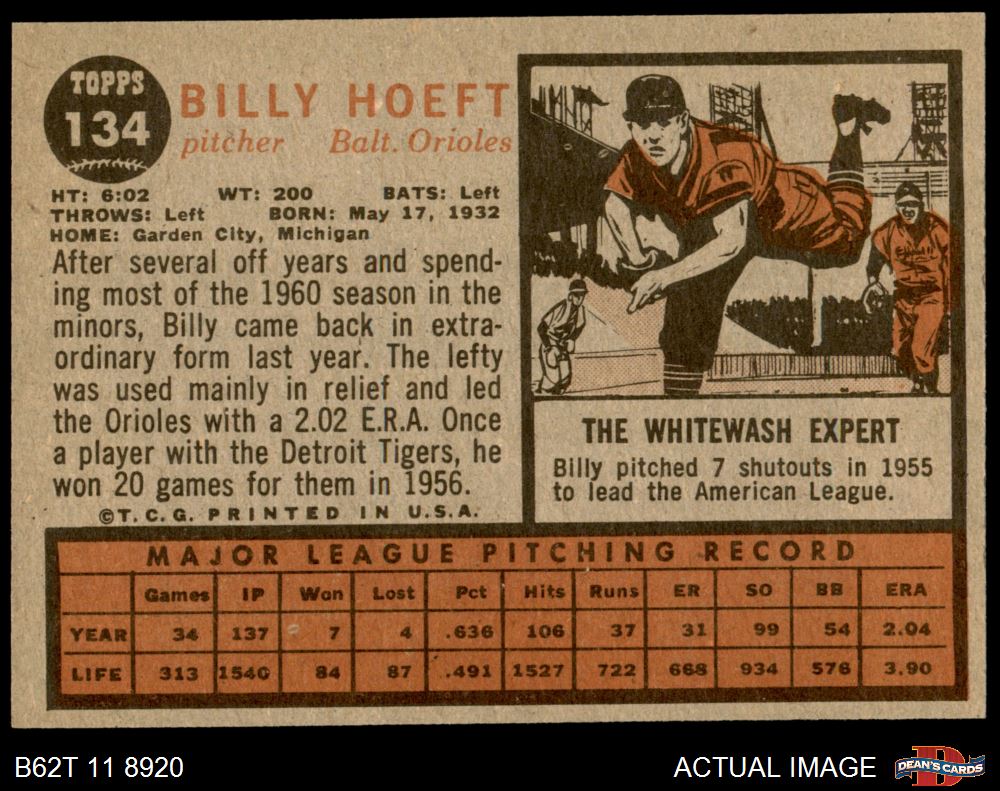 TOPPS
134
BILLY HOEFT
pitcher Balt. Orioles
HT: 6:02 WT: 200 BATS: Left
THROWS: Left BORN: May 17, 1932
HOME: Garden City, Michigan
After several off years and spend-
ing most of the 1960 season in the
minors, Billy came back in extra-
ordinary form last year. The lefty
was used mainly in relief and led
the Orioles with a 2.02 E.R.A. Once
a player with the Detroit Tigers, he
won 20 games for them in 1956.
©T.C.G. PRINTED IN U.S.A.
THE WHITEWASH EXPERT
Billy pitched 7 shutouts in 1955
to lead the American League.
MAJOR LEAGUE PITCHING RECORD
Games IP Won Lost Pct Hits Runs ER SO BB ERA
YEAR 34 137 7 4 .636 106 37 31 99 54 2.04
LIFE 313 1540 84 87 .491 1527 722 668 934 576 3.90
B62T 11 8920
ACTUAL IMAGE
D
DEAN'S CARDS